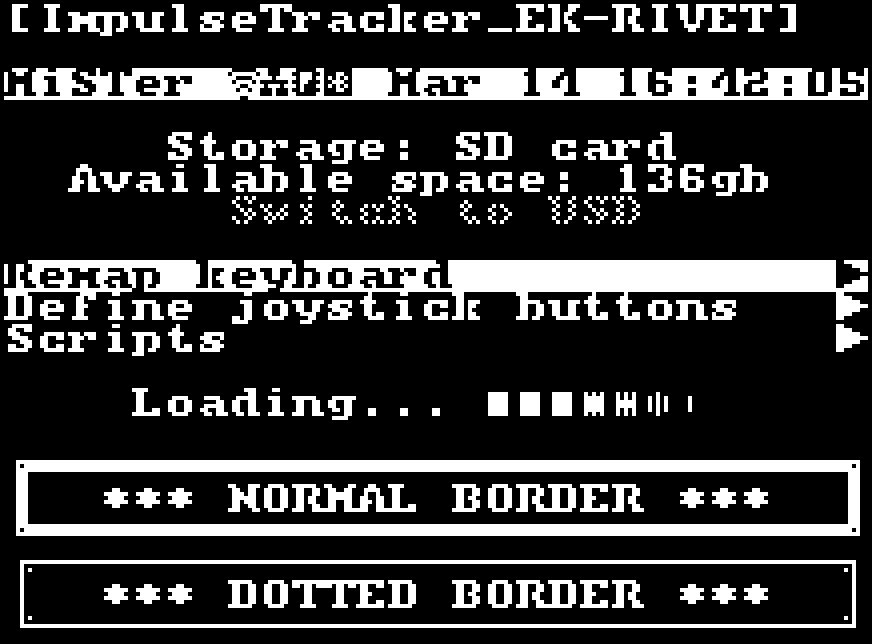 [ImpulseTracker_EK-RIVET]
MiSTer Mar 14 16:42:05
Storage: SD card
Available space: 136gb
Switch to USB
Remap keyboard
Define joystick buttons
Scripts
Loading...
*** NORMAL BORDER ***
*** DOTTED BORDER ***